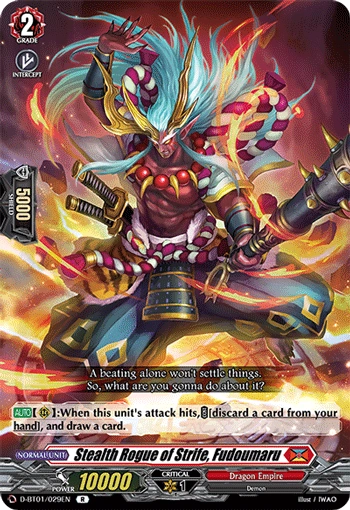 2
GRADE
INTERCEPT
5000
SHIELD
A beating alone won't settle things.
So, what are you gonna do about it?
AUTO :When this unit's attack hits, [discard a card from your
hand], and draw a card.
NORMAL UNIT Stealth Rogue of Strife, Fudoumaru
POWER 10000 CRITICAL 1 Dragon Empire
Demon
D-BT01/029EN R illust / IWAO